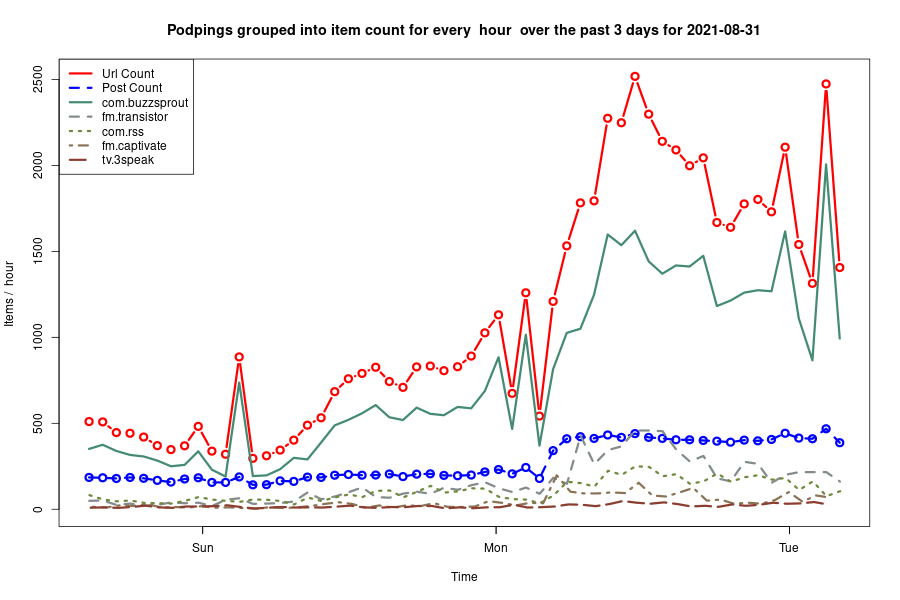 Podpings grouped into item count for every  hour  over the past 3 days for 2021-08-31
Url Count
Post Count
com.buzzsprout
fm.transistor
com.rss
fm.captivate
tv.3speak
Items /  hour
2500
2000
1500
1000
500
0
Sun
Mon
Tue
Time